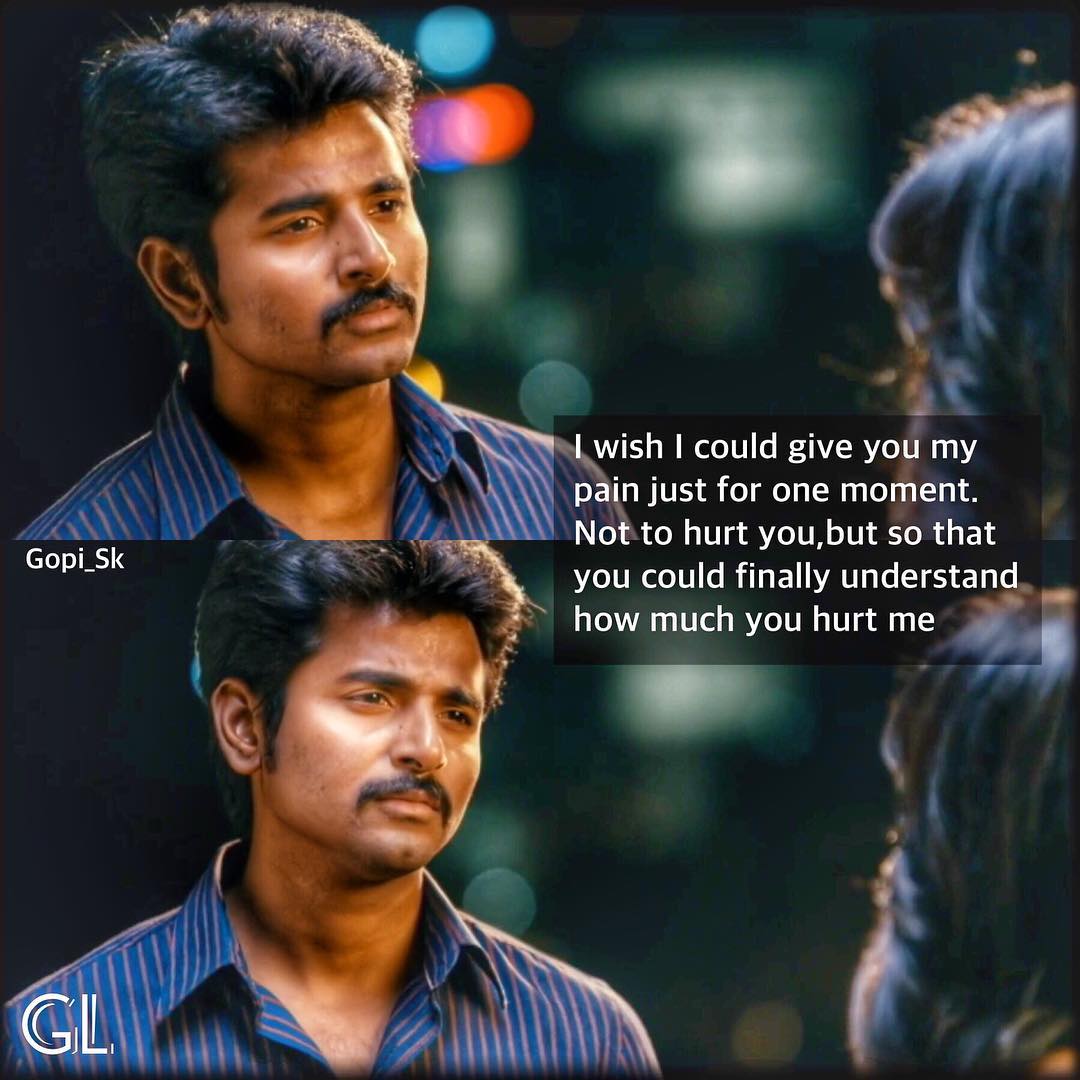 I wish I could give you my
pain just for one moment.
Not to hurt you,but so that
you could finally understand
how much you hurt me
Gopi_Sk
GL